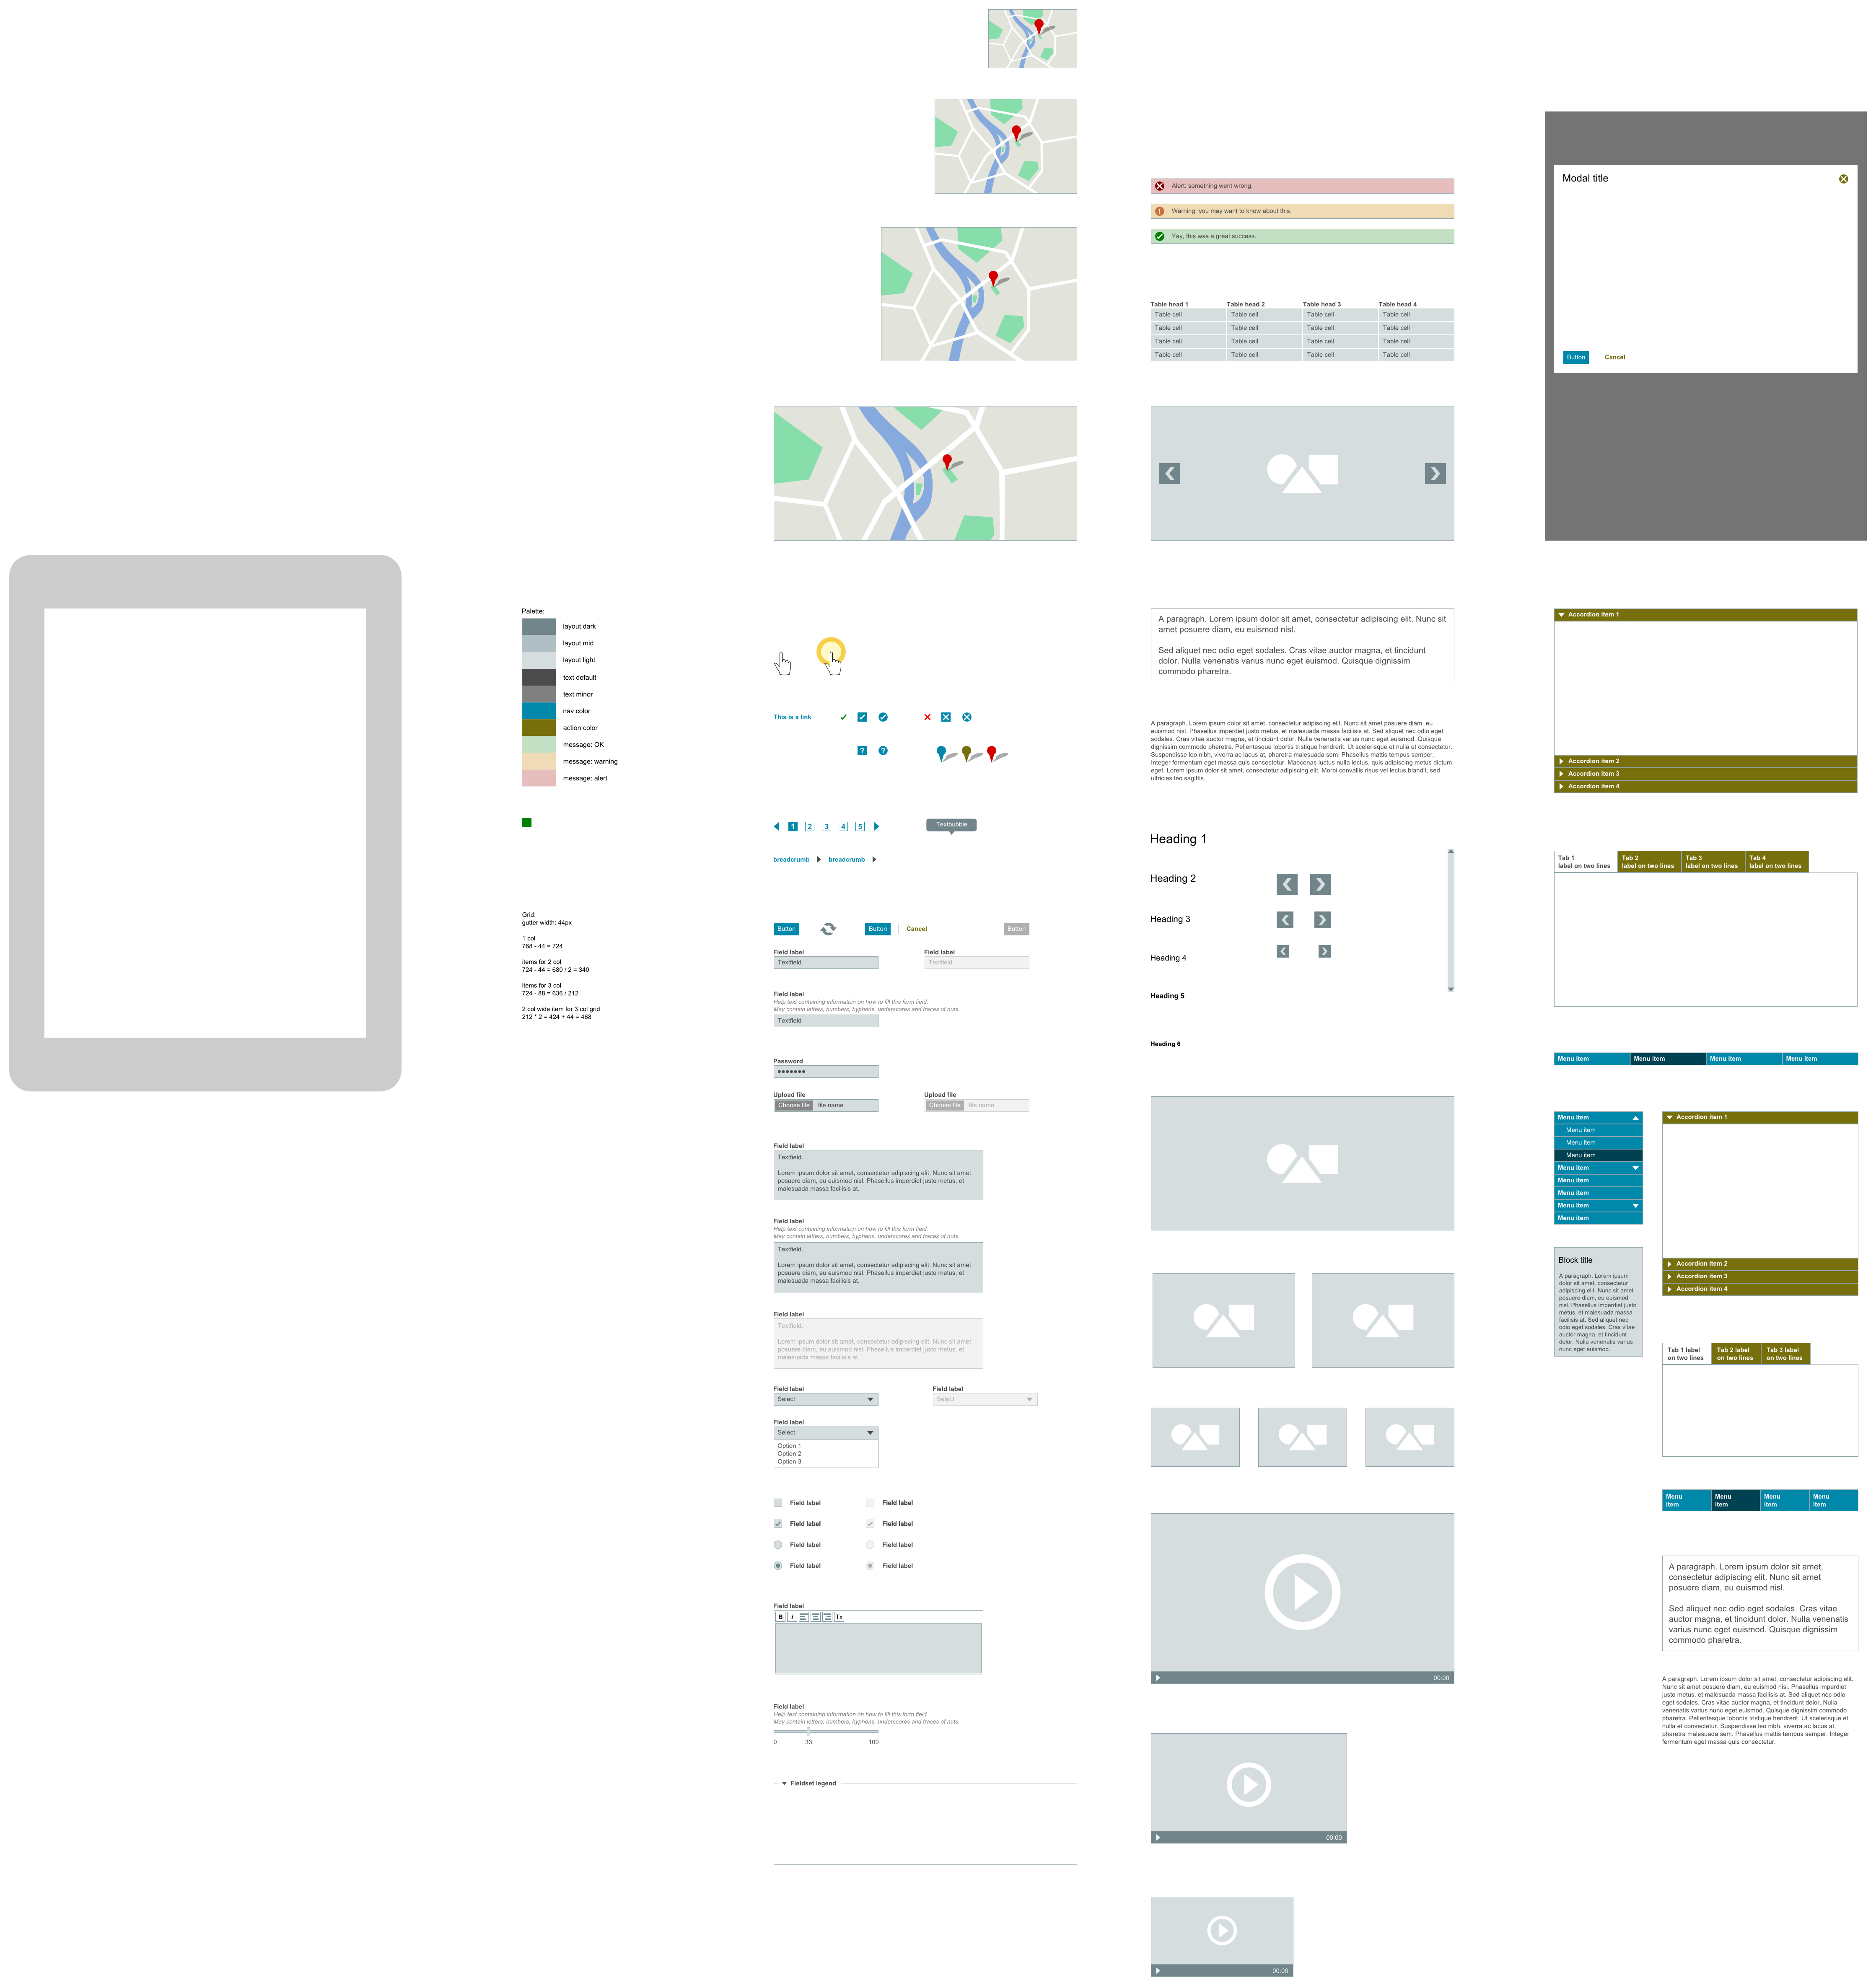 Alert: something went wrong.
Warning: you may want to know about this.
Yay, this was a great success.
Table head 1 Table head 2 Table head 3 Table head 4
Table cell Table cell Table cell Table cell
Table cell Table cell Table cell Table cell
Table cell Table cell Table cell Table cell
Table cell Table cell Table cell Table cell
Modal title
Button Cancel
Palette:
layout dark
layout mid
layout light
text default
text minor
nav color
action color
message: OK
message: warning
message: alert
Grid:
gutter width: 44px
1 col
768 - 44 = 724
items for 2 col
724 - 44 = 680 / 2 = 340
items for 3 col
724 - 88 = 636 / 212
2 col wide item for 3 col grid
212 * 2 = 424 + 44 = 468
This is a link
? ?
1 2 3 4 5
Textbubble
breadcrumb breadcrumb
Button Button Cancel Button
Field label Field label
Textfield Textfield
Field label
Help text containing information on how to fill this form field.
May contain letters, numbers, hyphens, underscores and traces of nuts.
Textfield
Password
Upload file Upload file
Choose file file name Choose file file name
Field label
Textfield.
Lorem ipsum dolor sit amet, consectetur adipiscing elit. Nunc sit amet
posuere diam, eu euismod nisl. Phasellus imperdiet justo metus, et
malesuada massa facilisis at.
Field label
Help text containing information on how to fill this form field.
May contain letters, numbers, hyphens, underscores and traces of nuts.
Textfield.
Lorem ipsum dolor sit amet, consectetur adipiscing elit. Nunc sit amet
posuere diam, eu euismod nisl. Phasellus imperdiet justo metus, et
malesuada massa facilisis at.
Field label
Textfield.
Lorem ipsum dolor sit amet, consectetur adipiscing elit. Nunc sit amet
posuere diam, eu euismod nisl. Phasellus imperdiet justo metus, et
malesuada massa facilisis at.
Field label Field label
Select Select
Field label
Select
Option 1
Option 2
Option 3
Field label Field label
Field label Field label
Field label Field label
Field label Field label
Field label
B i Tx
Field label
Help text containing information on how to fill this form field.
May contain letters, numbers, hyphens, underscores and traces of nuts.
0 33 100
Fieldset legend
A paragraph. Lorem ipsum dolor sit amet, consectetur adipiscing elit. Nunc sit
amet posuere diam, eu euismod nisl.
Sed aliquet nec odio eget sodales. Cras vitae auctor magna, et tincidunt
dolor. Nulla venenatis varius nunc eget euismod. Quisque dignissim
commodo pharetra.
A paragraph. Lorem ipsum dolor sit amet, consectetur adipiscing elit. Nunc sit amet posuere diam, eu
euismod nisl. Phasellus imperdiet justo metus, et malesuada massa facilisis at. Sed aliquet nec odio eget
sodales. Cras vitae auctor magna, et tincidunt dolor. Nulla venenatis varius nunc eget euismod. Quisque
dignissim commodo pharetra. Pellentesque lobortis tristique hendrerit. Ut scelerisque et nulla et consectetur.
Suspendisse leo nibh, viverra ac lacus at, pharetra malesuada sem. Phasellus mattis tempus semper.
Integer fermentum eget massa quis consectetur. Maecenas luctus nulla lectus, quis adipiscing metus dictum
eget. Lorem ipsum dolor sit amet, consectetur adipiscing elit. Morbi convallis risus vel lectus blandit, sed
ultricies leo sagittis.
Heading 1
Heading 2
Heading 3
Heading 4
Heading 5
Heading 6
00:00
00:00
00:00
Accordion item 1
Accordion item 2
Accordion item 3
Accordion item 4
Tab 1 Tab 2 Tab 3 Tab 4
label on two lines label on two lines label on two lines label on two lines
Menu item Menu item Menu item Menu item
Menu item
Menu item
Menu item
Menu item
Menu item
Menu item
Menu item
Menu item
Menu item
Block title
A paragraph. Lorem ipsum
dolor sit amet, consectetur
adipiscing elit. Nunc sit amet
posuere diam, eu euismod
nisl. Phasellus imperdiet justo
metus, et malesuada massa
facilisis at. Sed aliquet nec
odio eget sodales. Cras vitae
auctor magna, et tincidunt
dolor. Nulla venenatis varius
nunc eget euismod.
Accordion item 1
Accordion item 2
Accordion item 3
Accordion item 4
Tab 1 label Tab 2 label Tab 3 label
on two lines on two lines on two lines
Menu Menu Menu Menu
item item item item
A paragraph. Lorem ipsum dolor sit amet,
consectetur adipiscing elit. Nunc sit amet
posuere diam, eu euismod nisl.
Sed aliquet nec odio eget sodales. Cras vitae
auctor magna, et tincidunt dolor. Nulla venenatis
varius nunc eget euismod. Quisque dignissim
commodo pharetra.
A paragraph. Lorem ipsum dolor sit amet, consectetur adipiscing elit.
Nunc sit amet posuere diam, eu euismod nisl. Phasellus imperdiet
justo metus, et malesuada massa facilisis at. Sed aliquet nec odio
eget sodales. Cras vitae auctor magna, et tincidunt dolor. Nulla
venenatis varius nunc eget euismod. Quisque dignissim commodo
pharetra. Pellentesque lobortis tristique hendrerit. Ut scelerisque et
nulla et consectetur. Suspendisse leo nibh, viverra ac lacus at,
pharetra malesuada sem. Phasellus mattis tempus semper. Integer
fermentum eget massa quis consectetur.